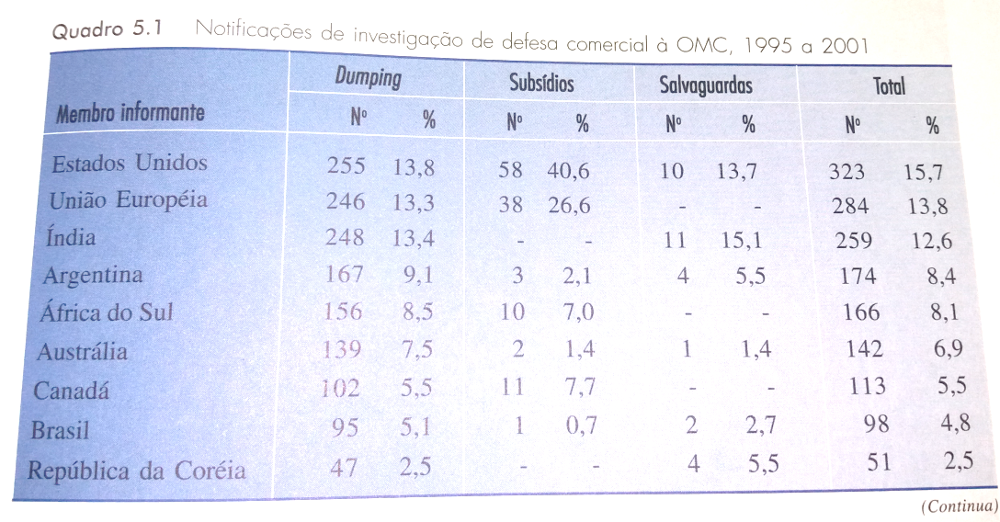 Quadro 5.1 Notificações de investigação de defesa comercial à OMC, 1995 a 2001
Dumping Subsídios Salvaguardas Total
Membro informante Nº % Nº % Nº % Nº %
Estados Unidos 255 13,8 58 40,6 10 13,7 323 15,7
União Européia 246 13,3 38 26,6 - - 284 13,8
Índia 248 13,4 - - 11 15,1 259 12,6
Argentina 167 9,1 3 2,1 4 5,5 174 8,4
África do Sul 156 8,5 10 7,0 - - 166 8,1
Austrália 139 7,5 2 1,4 1 1,4 142 6,9
Canadá 102 5,5 11 7,7 - - 113 5,5
Brasil 95 5,1 1 0,7 2 2,7 98 4,8
República da Coréia 47 2,5 - - 4 5,5 51 2,5
(Continua)